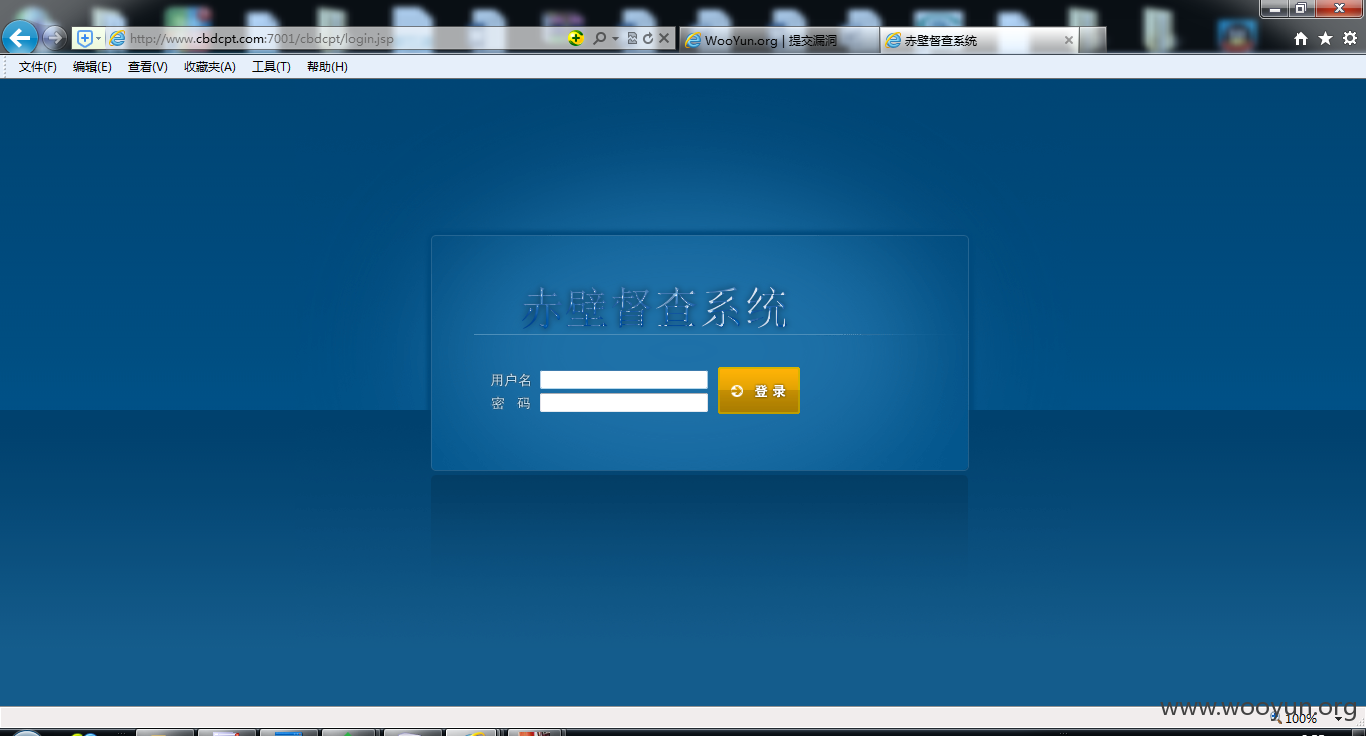 http://www.cbdcpt.com:7001/cbdcpt/login.jsp
WooYun.org | 提交漏洞
赤壁督查系统
文件(F) 编辑(E) 查看(V) 收藏夹(A) 工具(T) 帮助(H)
赤壁督查系统
用户名
密 码
登 录
www.wooyun.org
100%